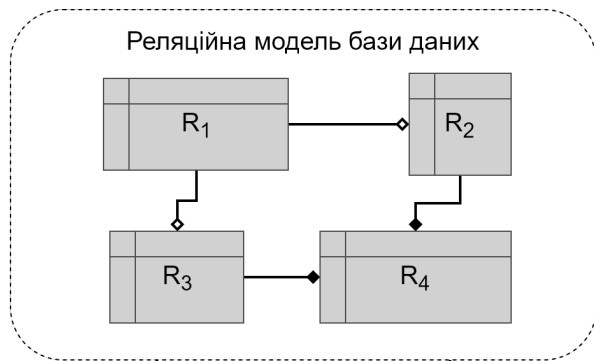 Реляційна модель бази даних
R₁
R₂
R₃
R₄